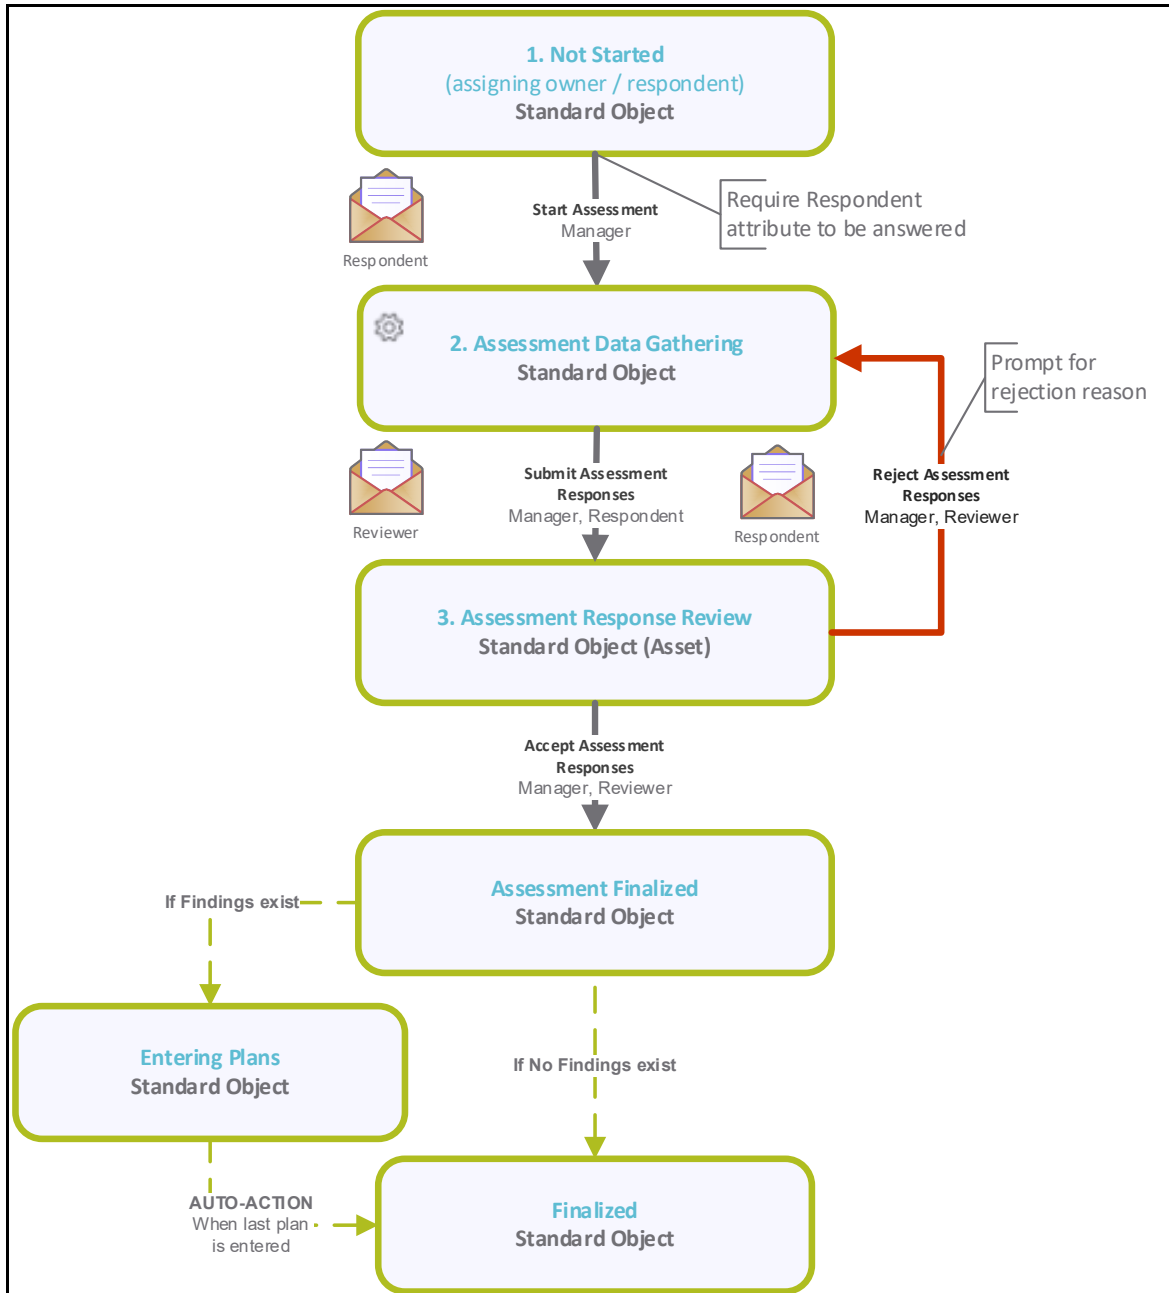 1. Not Started
(assigning owner / respondent)
Standard Object
Start Assessment
Manager
Respondent
Require Respondent
attribute to be answered
2. Assessment Data Gathering
Standard Object
Prompt for
rejection reason
Submit Assessment
Responses
Manager, Respondent
Reviewer
Respondent
Reject Assessment
Responses
Manager, Reviewer
3. Assessment Response Review
Standard Object (Asset)
Accept Assessment
Responses
Manager, Reviewer
Assessment Finalized
Standard Object
If Findings exist
Entering Plans
Standard Object
If No Findings exist
AUTO-ACTION
When last plan
is entered
Finalized
Standard Object